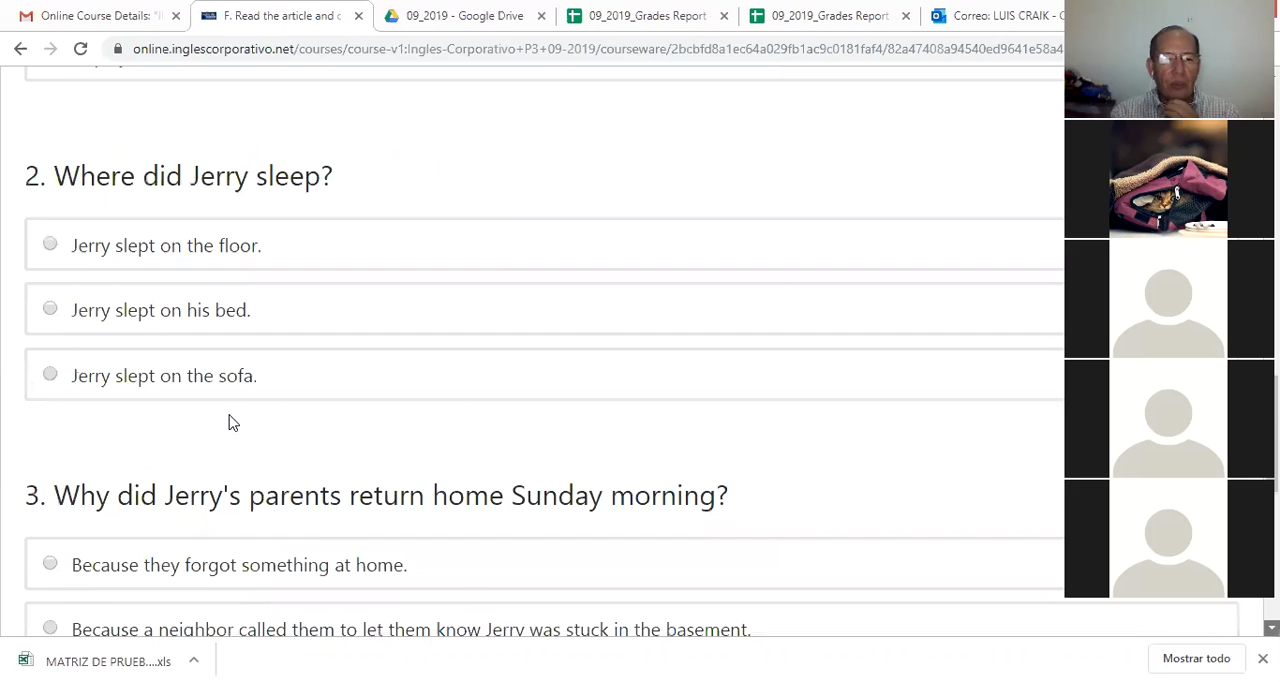 Online Course Details: "I
F. Read the article and c
09_2019 - Google Drive
09_2019_Grades Report
09_2019_Grades Report
Correo: LUIS CRAIK - O
online.inglescorporativo.net/courses/course-v1:Ingles-Corporativo+P3+09-2019/courseware/2bcbfd8a1ec64a029fb1ac9c0181faf4/82a47408a94540ed9641e58a4
2. Where did Jerry sleep?
Jerry slept on the floor.
Jerry slept on his bed.
Jerry slept on the sofa.
3. Why did Jerry's parents return home Sunday morning?
Because they forgot something at home.
Because a neighbor called them to let them know Jerry was stuck in the basement.
MATRIZ DE PRUEB....xls
Mostrar todo